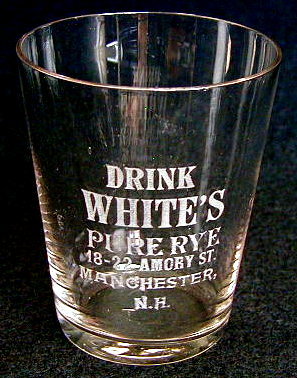 DRINK
WHITE'S
PURE RYE
18-22 AMORY ST.
MANCHESTER,
N.H.